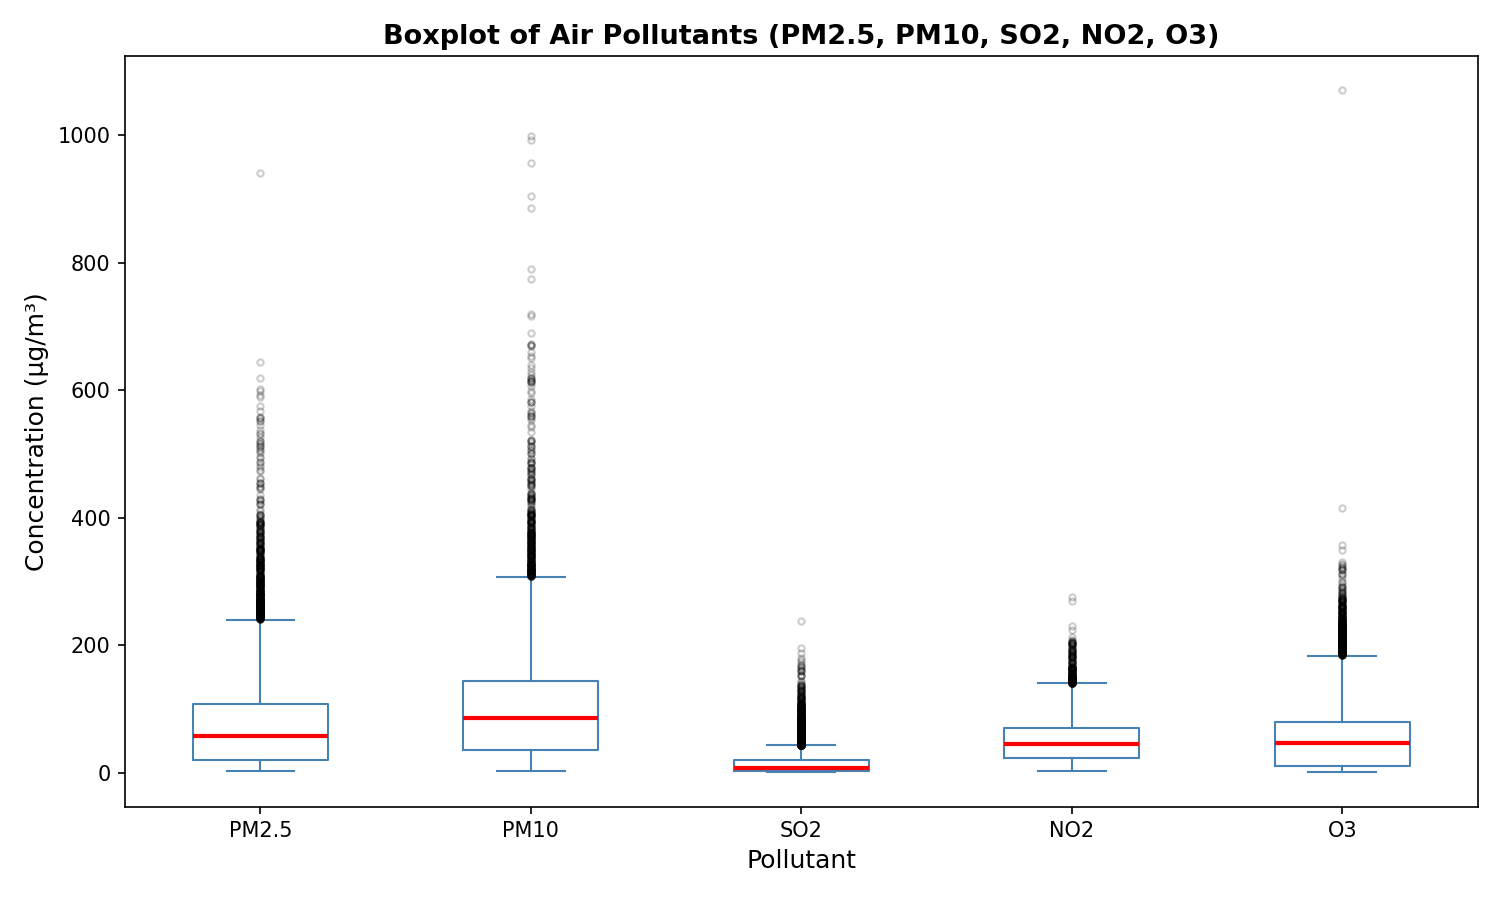 Boxplot of Air Pollutants (PM2.5, PM10, SO2, NO2, O3)
Concentration (µg/m³)
1000
800
600
400
200
0
PM2.5 PM10 SO2 NO2 O3
Pollutant